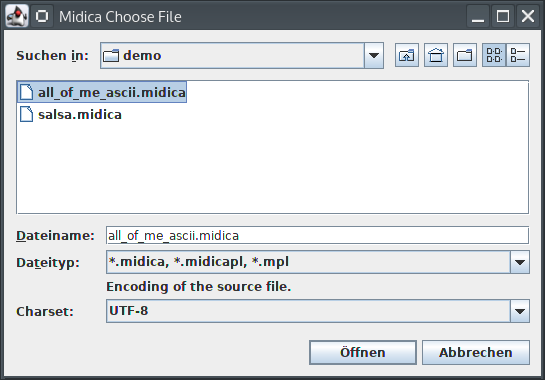 Midica Choose File
Suchen in: demo
all_of_me_ascii.midica
salsa.midica
Dateiname: all_of_me_ascii.midica
Dateityp: *.midica, *.midicapl, *.mpl
Encoding of the source file.
Charset: UTF-8
Öffnen Abbrechen